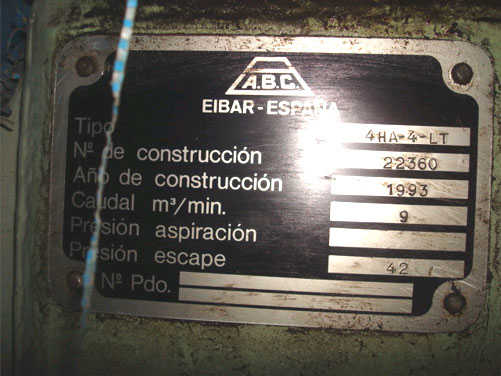 A.B.C.
EIBAR - ESPAÑA
Tipo 4HA-4-LT
Nº de construcción 22360
Año de construcción 1993
Caudal m³/min. 9
Presión aspiración
Presión escape 42
Nº Pdo.